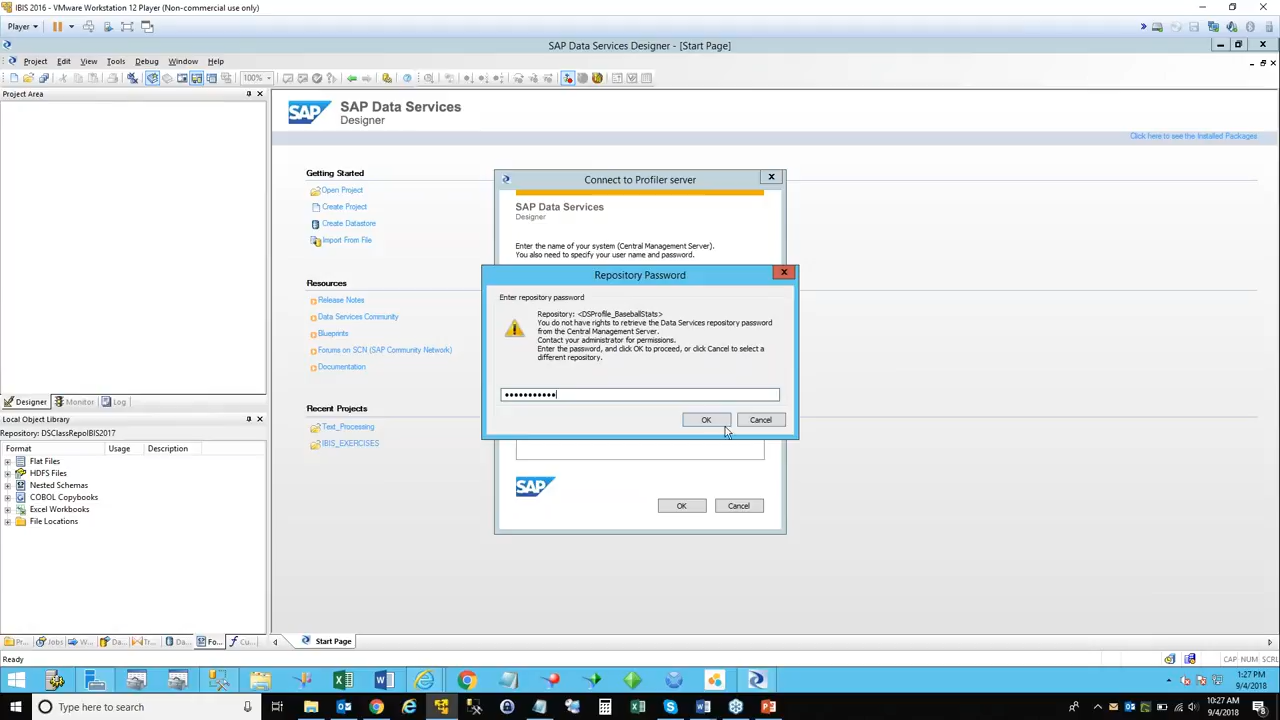 IBIS 2016 - VMware Workstation 12 Player (Non-commercial use only)
Player
SAP Data Services Designer - [Start Page]
Project Edit View Tools Debug Window Help
100%
Project Area
SAP
SAP Data Services
Designer
Click here to see the Installed Packages
Getting Started
Open Project
Create Project
Create Datastore
Import From File
Resources
Release Notes
Data Services Community
Blueprints
Forums on SCN (SAP Community Network)
Documentation
Recent Projects
Text_Processing
IBIS_EXERCISES
Connect to Profiler server
SAP Data Services
Designer
Enter the name of your system (Central Management Server).
You also need to specify your user name and password.
Repository Password
Enter repository password
Repository: <DSProfile_BaseballStats>
You do not have rights to retrieve the Data Services repository password
from the Central Management Server.
Contact your administrator for permissions.
Enter the password, and click OK to proceed, or click Cancel to select a
different repository.
OK Cancel
SAP
OK Cancel
Designer Monitor Log
Local Object Library
Repository: DSClassRepoIBIS2017
Format Usage Description
Flat Files
HDFS Files
Nested Schemas
COBOL Copybooks
Excel Workbooks
File Locations
Pr... Jobs W... Da... Tr... Da... Fo... Cu...
Start Page
Ready
CAP NUM SCRL
1:27 PM
9/4/2018
Type here to search
10:27 AM
9/4/2018